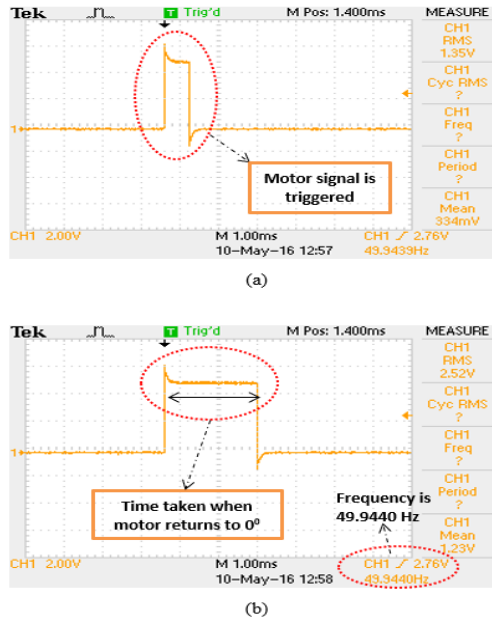 Tek
T Trig'd
M Pos: 1.400ms
MEASURE
CH1
RMS
1.35V
CH1
Cyc RMS
?
CH1
Freq
?
CH1
Period
?
CH1
Mean
334mV
1
Motor signal is
triggered
CH1 2.00V
M 1.00ms
CH1 2.76V
10-May-16 12:57
49.9439Hz
(a)
Tek
T Trig'd
M Pos: 1.400ms
MEASURE
CH1
RMS
2.52V
CH1
Cyc RMS
?
CH1
Freq
?
CH1
Period
?
CH1
Mean
1.23V
1
Time taken when
motor returns to 0⁰
Frequency is
49.9440 Hz
CH1 2.00V
M 1.00ms
CH1 2.76V
10-May-16 12:58
49.9440Hz
(b)